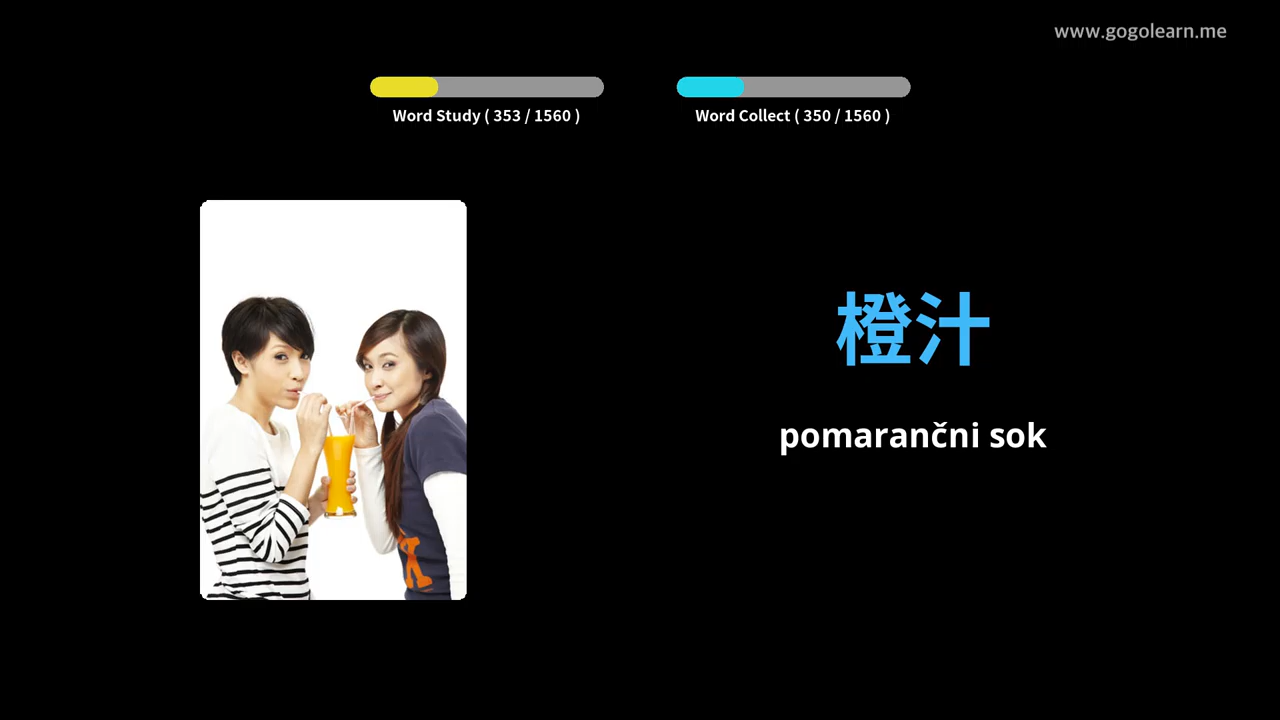 www.gogolearn.me
Word Study ( 353 / 1560 )
Word Collect ( 350 / 1560 )
橙汁
pomarančni sok